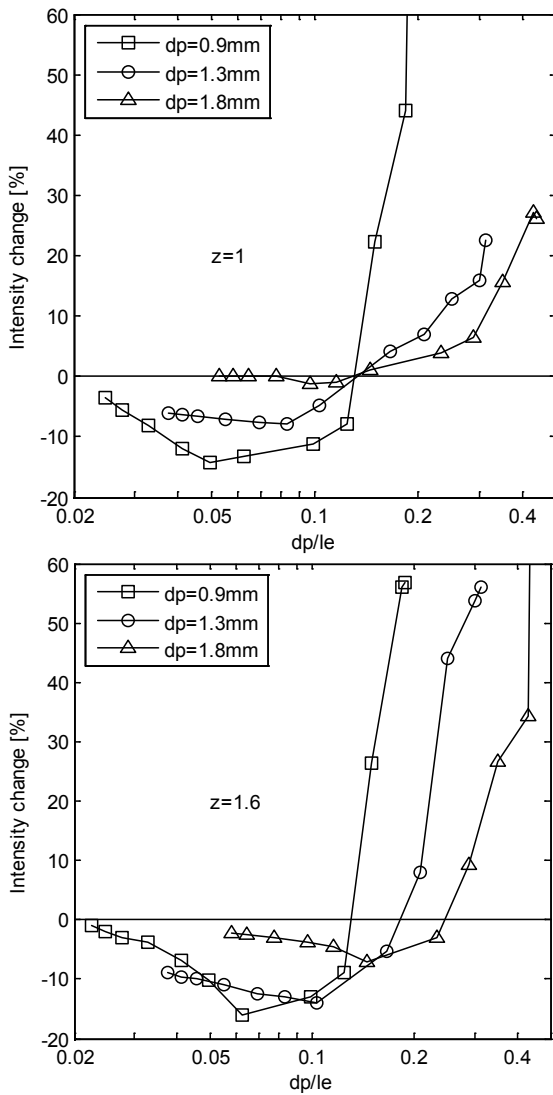 60
50
40
30
20
10
0
-10
-20
Intensity change [%]
dp=0.9mm
dp=1.3mm
dp=1.8mm
z=1
0.02 0.05 0.1 0.2 0.4
dp/le
60
50
40
30
20
10
0
-10
-20
Intensity change [%]
dp=0.9mm
dp=1.3mm
dp=1.8mm
z=1.6
0.02 0.05 0.1 0.2 0.4
dp/le